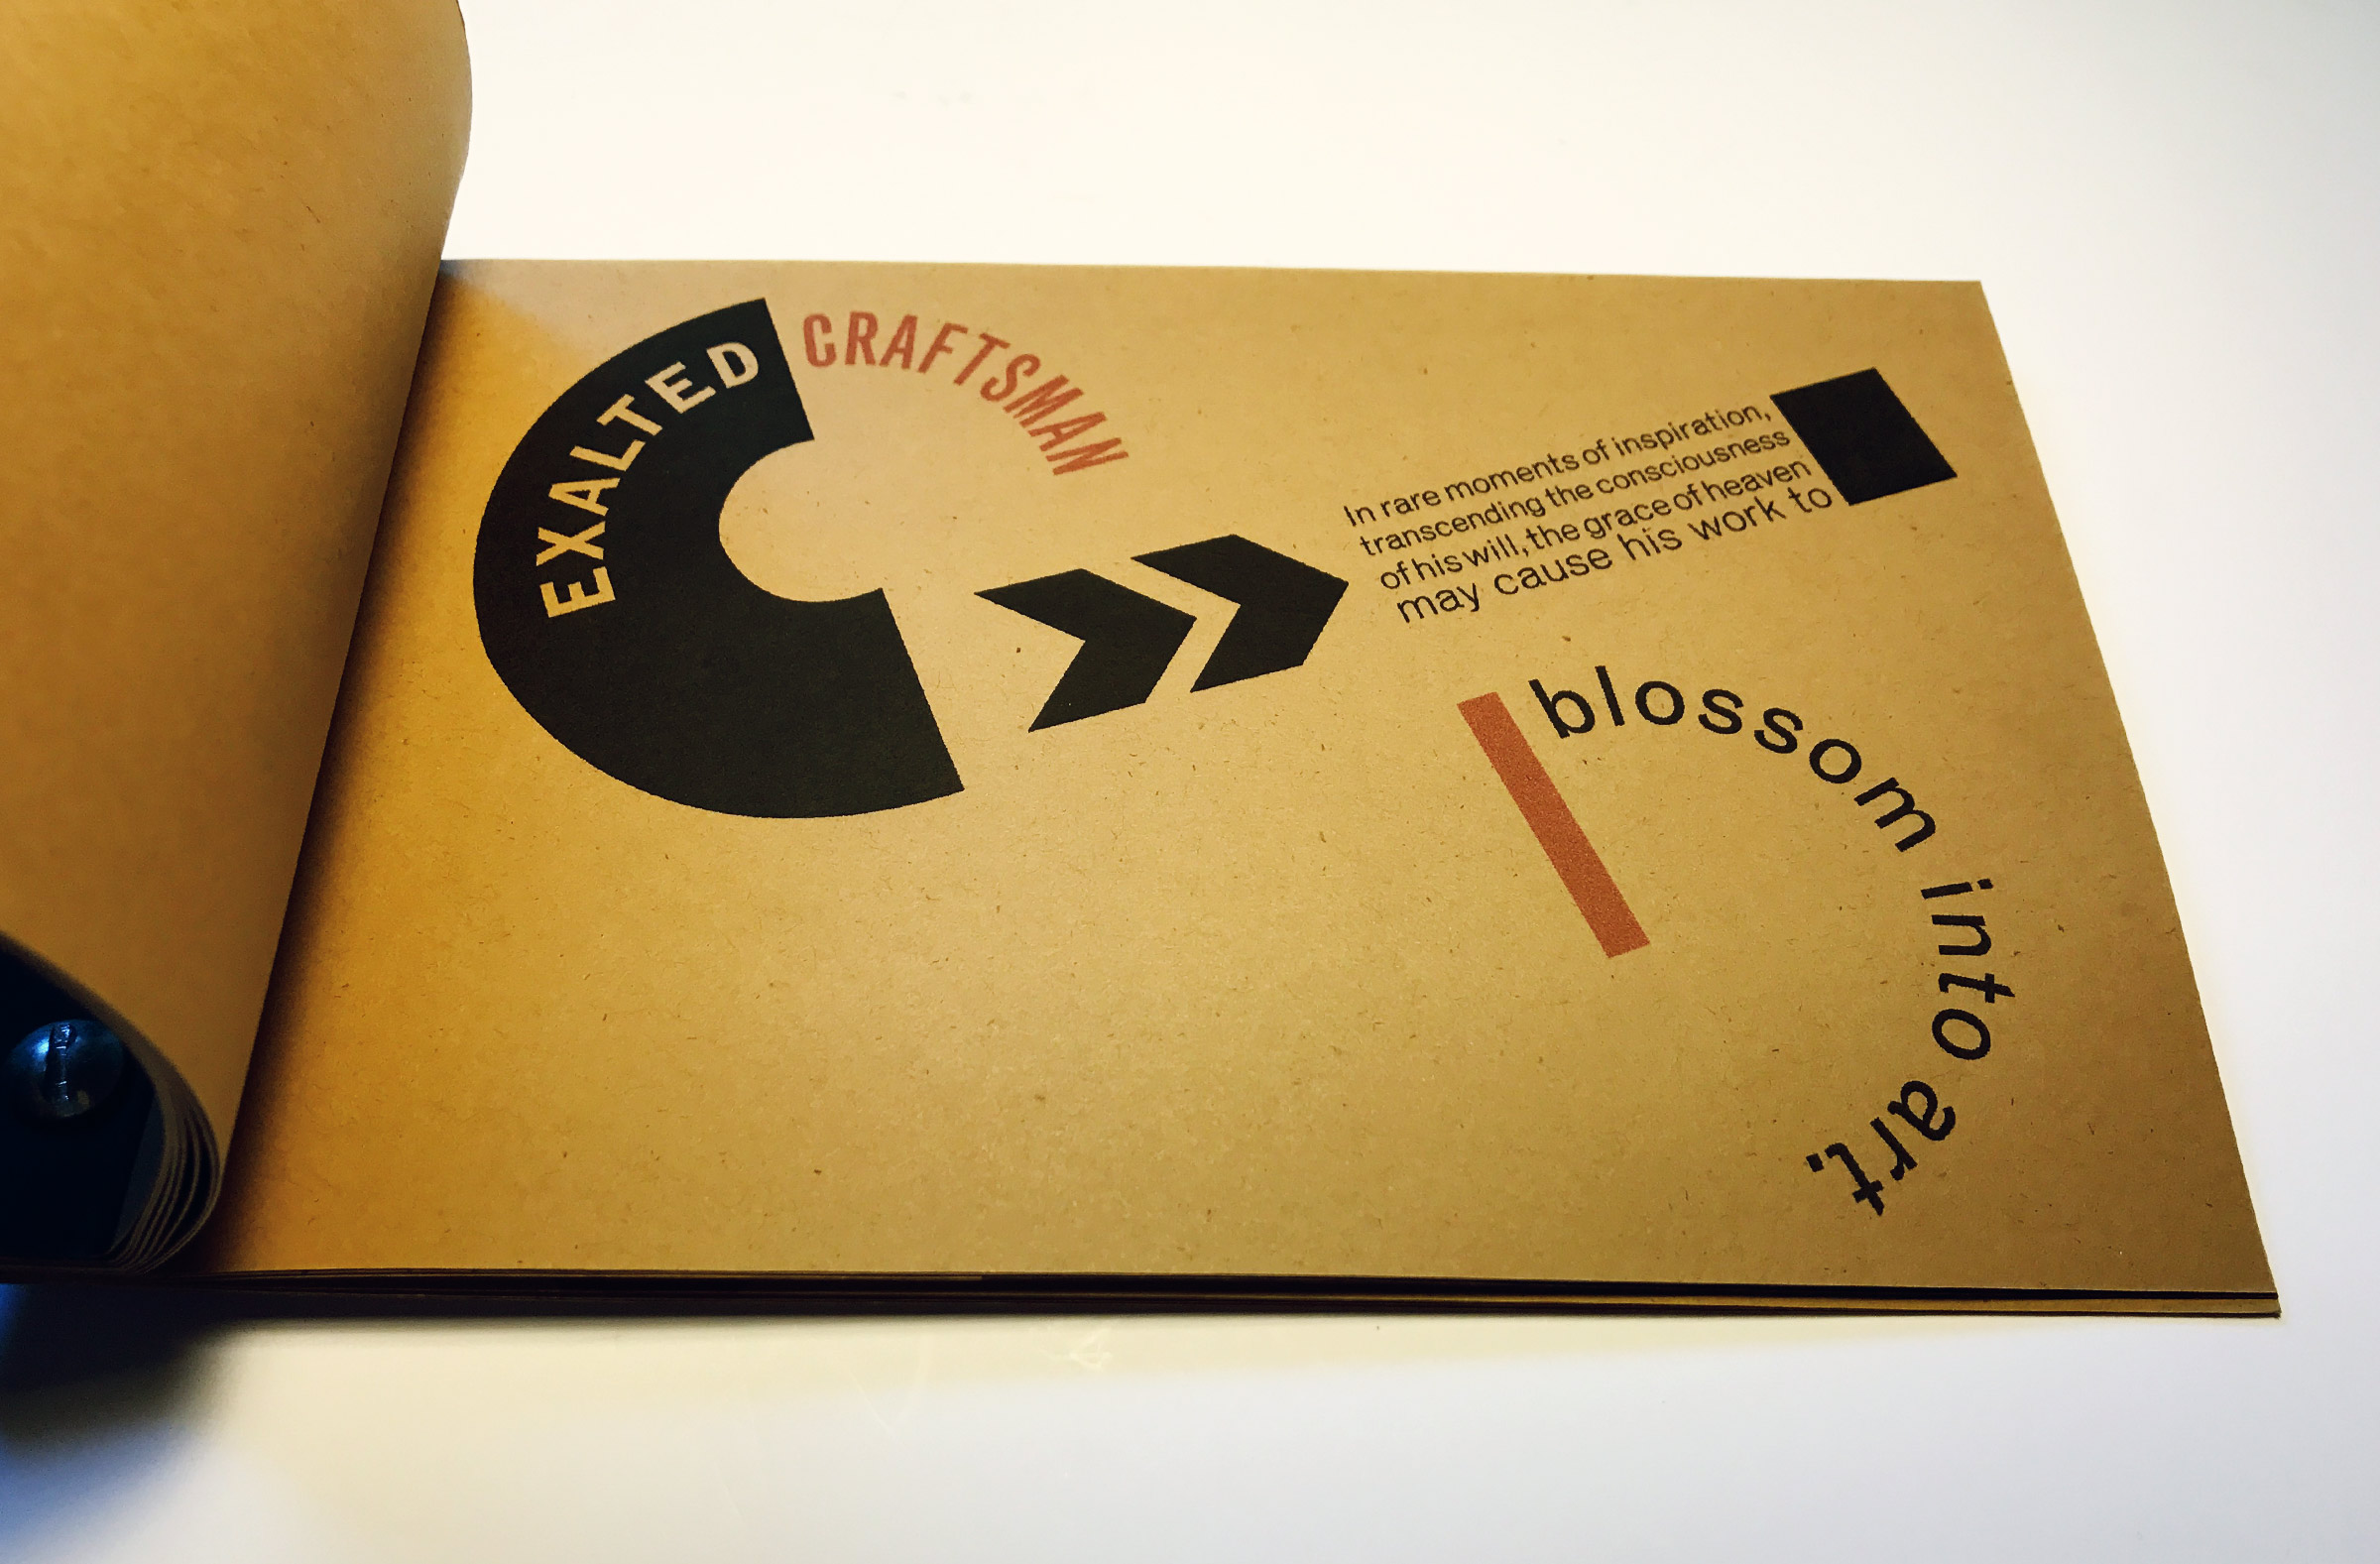 EXALTED CRAFTSMAN
In rare moments of inspiration,
transcending the consciousness
of his will, the grace of heaven
may cause his work to
blossom into art.